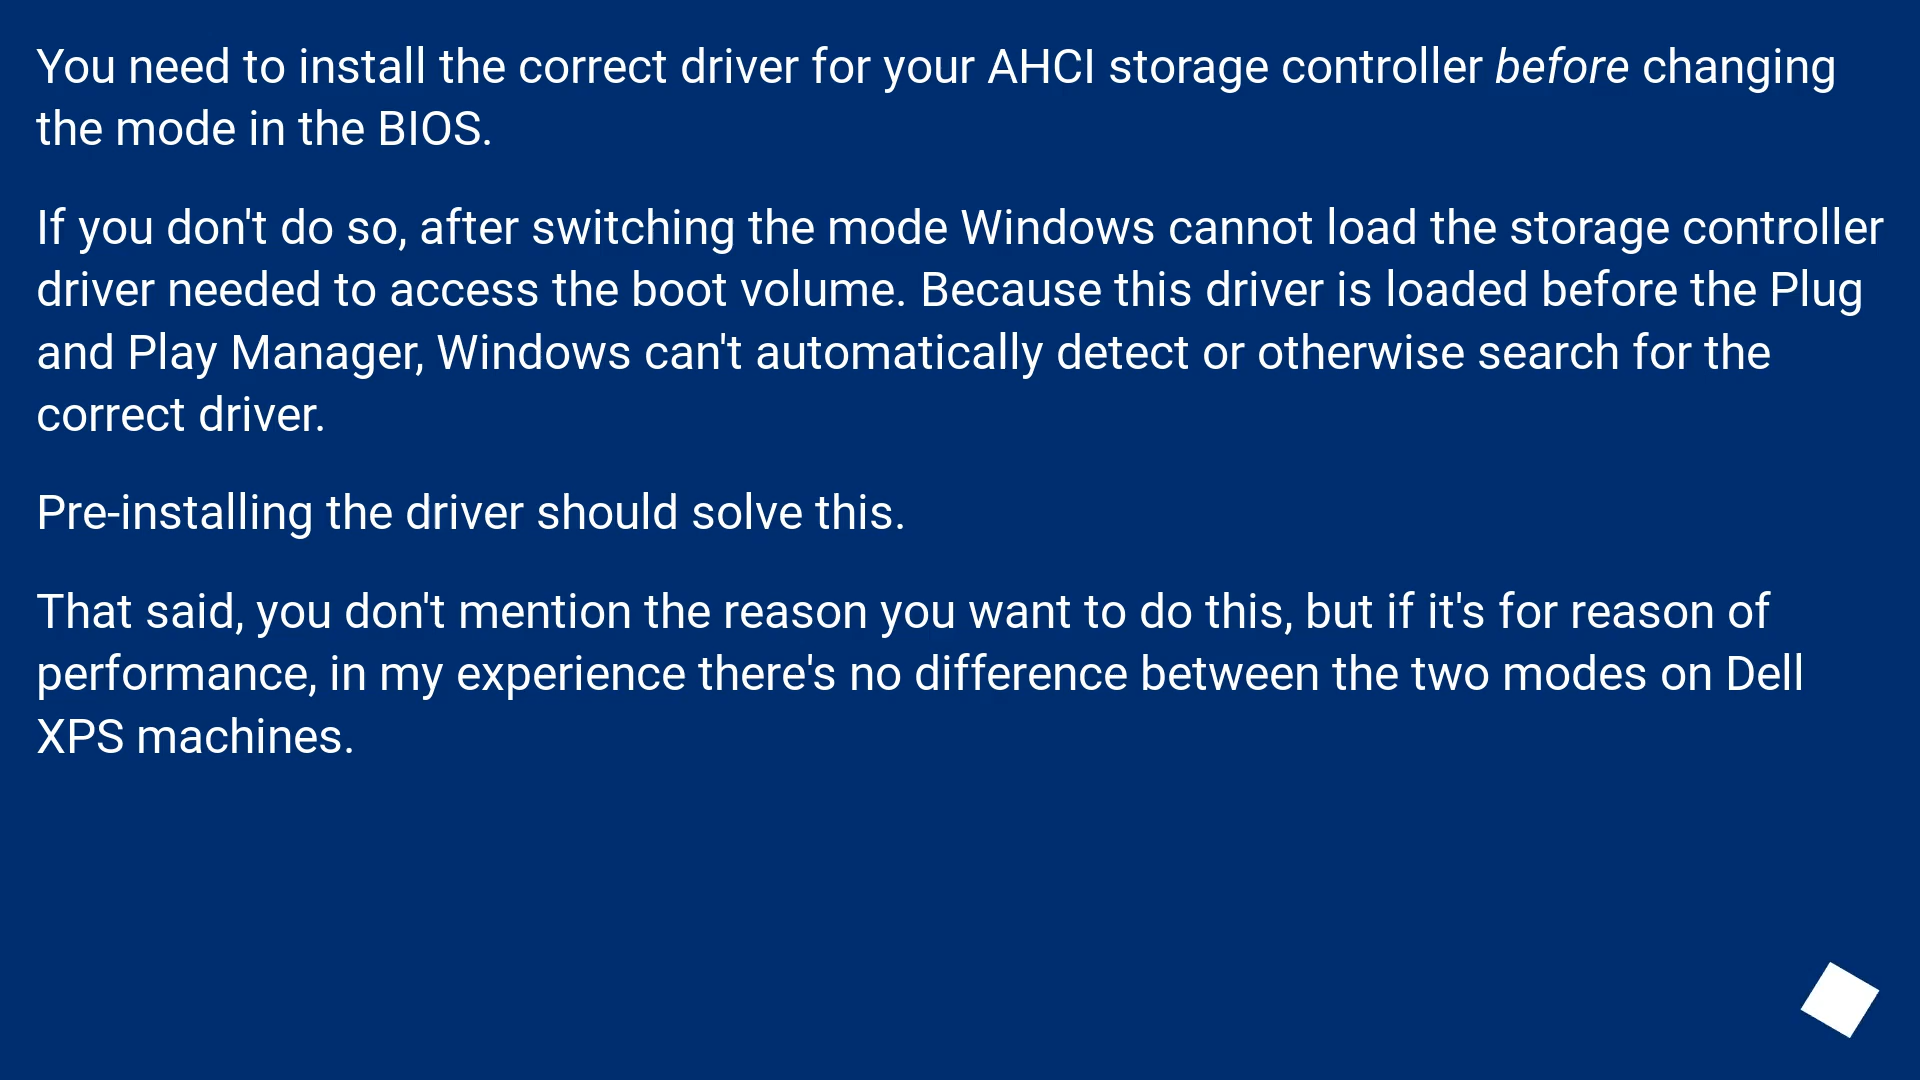 You need to install the correct driver for your AHCI storage controller before changing
the mode in the BIOS.
If you don't do so, after switching the mode Windows cannot load the storage controller
driver needed to access the boot volume. Because this driver is loaded before the Plug
and Play Manager, Windows can't automatically detect or otherwise search for the
correct driver.
Pre-installing the driver should solve this.
That said, you don't mention the reason you want to do this, but if it's for reason of
performance, in my experience there's no difference between the two modes on Dell
XPS machines.